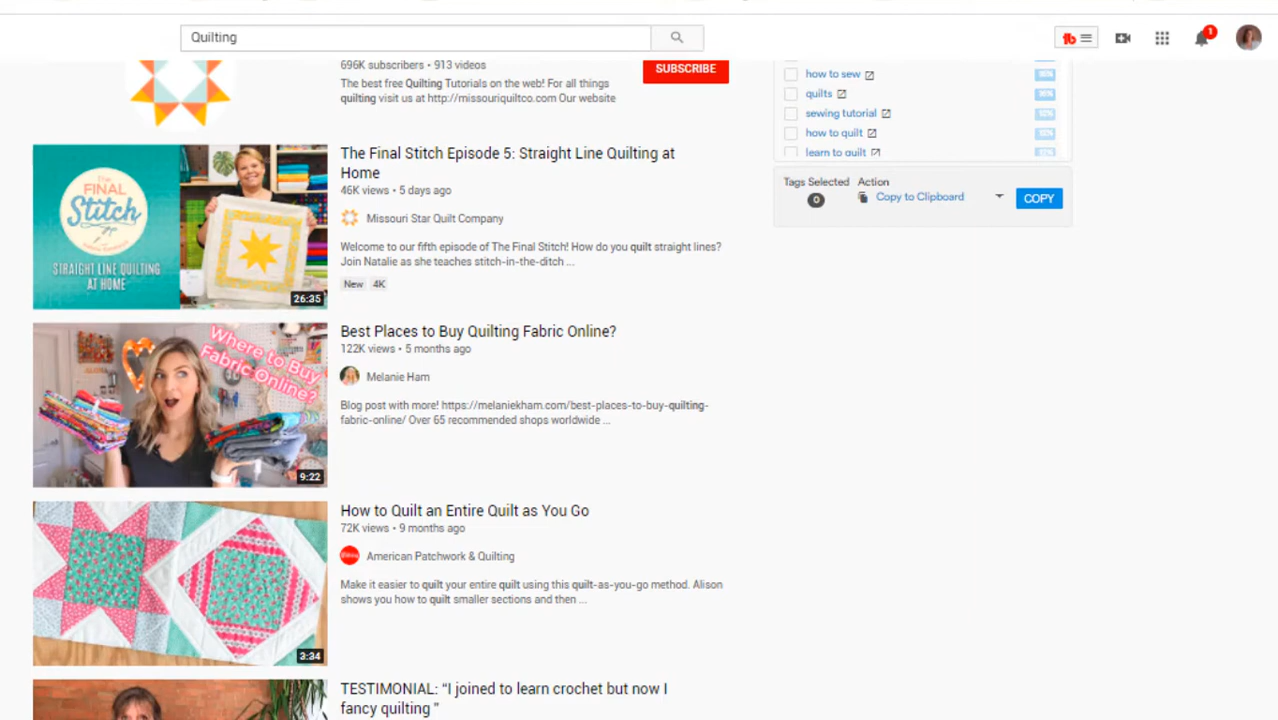 Quilting
1
696K subscribers • 913 videos
SUBSCRIBE
The best free Quilting Tutorials on the web! For all things
quilting visit us at http://missouriquiltco.com Our website
how to sew
quilts
sewing tutorial
how to quilt
learn to quilt
Tags Selected
0
Action
Copy to Clipboard
COPY
The FINAL
Stitch
STRAIGHT LINE QUILTING
AT HOME
26:35
The Final Stitch Episode 5: Straight Line Quilting at
Home
46K views • 5 days ago
Missouri Star Quilt Company
Welcome to our fifth episode of The Final Stitch! How do you quilt straight lines?
Join Natalie as she teaches stitch-in-the-ditch ...
New 4K
Where to Buy
Fabric Online?
9:22
Best Places to Buy Quilting Fabric Online?
122K views • 5 months ago
Melanie Ham
Blog post with more! https://melaniekham.com/best-places-to-buy-quilting-
fabric-online/ Over 65 recommended shops worldwide ...
3:34
How to Quilt an Entire Quilt as You Go
72K views • 9 months ago
American Patchwork & Quilting
Make it easier to quilt your entire quilt using this quilt-as-you-go method. Alison
shows you how to quilt smaller sections and then ...
TESTIMONIAL: “I joined to learn crochet but now I
fancy quilting ”